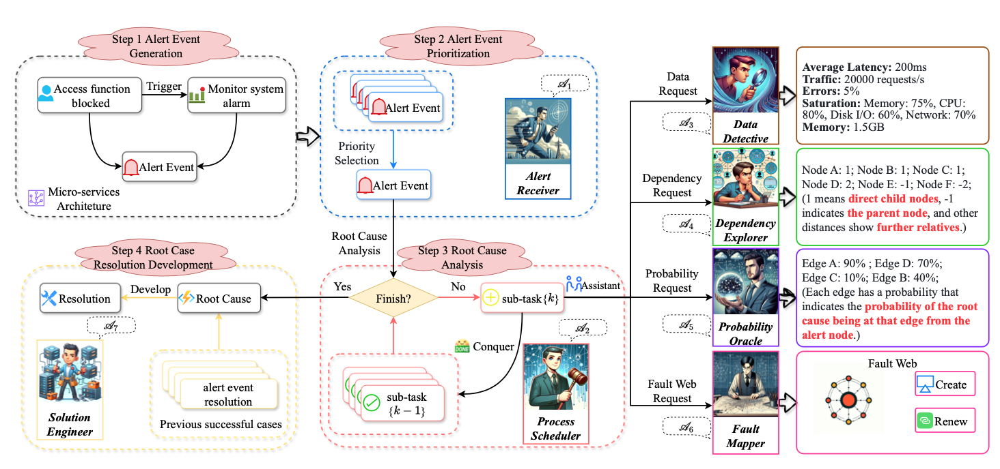 Step 1 Alert Event
Generation
Access function
blocked
Trigger
Monitor system
alarm
Alert Event
Micro-services
Architeture
Step 2 Alert Event
Prioritization
Alert Event
Priority
Selection
Alert Event
𝒜1
Alert
Receiver
Root Cause
Analysis
Step 3 Root Cause
Analysis
Finish?
Yes
No
sub-task{k}
Assistant
DONE
Conquer
sub-task
{k − 1}
𝒜2
Process
Scheduler
Step 4 Root Case
Resolution Development
Resolution
Develop
Root Cause
𝒜7
Solution
Engineer
alert event
resolution
Previous successful cases
Data
Request
𝒜3
Data
Detective
Average Latency: 200ms
Traffic: 20000 requests/s
Errors: 5%
Saturation: Memory: 75%, CPU:
80%, Disk I/O: 60%, Network: 70%
Memory: 1.5GB
Dependency
Request
𝒜4
Dependency
Explorer
Node A: 1; Node B: 1; Node C: 1;
Node D: 2; Node E: -1; Node F: -2;
(1 means direct child nodes, -1
indicates the parent node, and other
distances show further relatives.)
Probability
Request
𝒜5
Probability
Oracle
Edge A: 90% ; Edge D: 70%;
Edge C: 10%; Edge B: 40%;
(Each edge has a probability that
indicates the probability of the root
cause being at that edge from the
alert node.)
Fault Web
Request
𝒜6
Fault
Mapper
Fault Web
Create
Renew